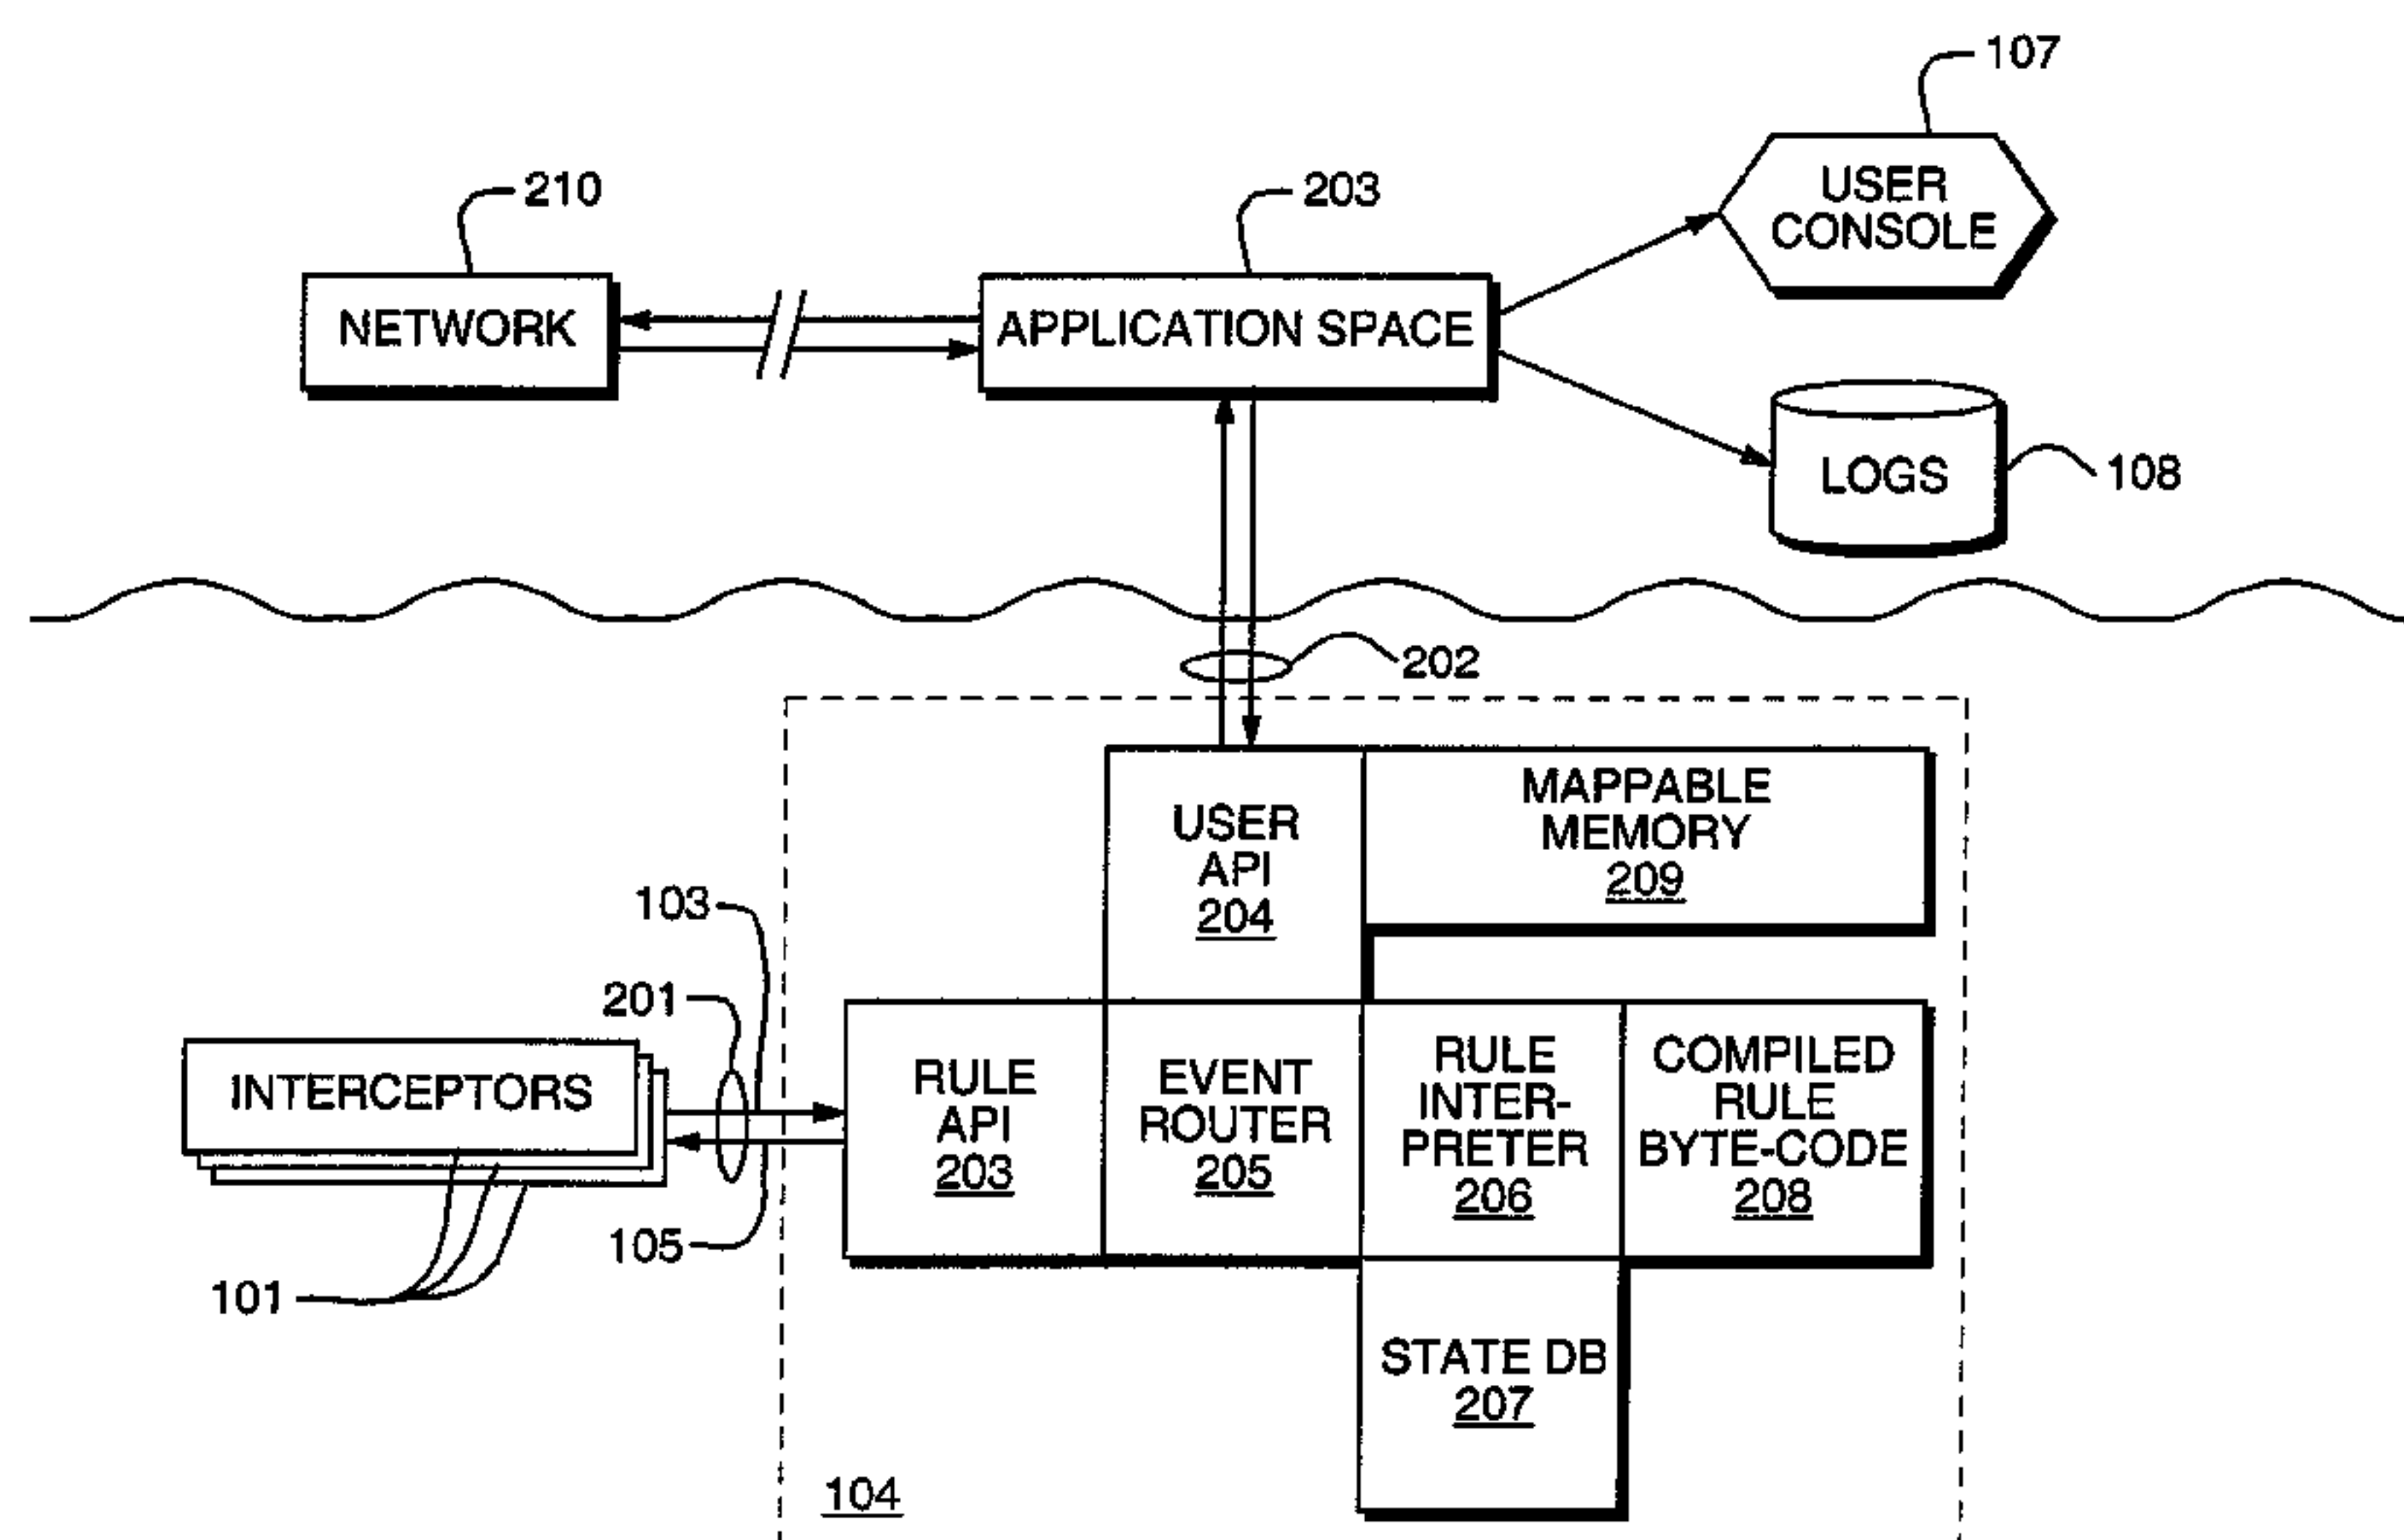 107
USER
CONSOLE
210
203
NETWORK
APPLICATION SPACE
LOGS
108
202
USER
API
204
MAPPABLE
MEMORY
209
103
201
INTERCEPTORS
RULE
API
203
EVENT
ROUTER
205
RULE
INTER-
PRETER
206
COMPILED
RULE
BYTE-CODE
208
105
101
STATE DB
207
104